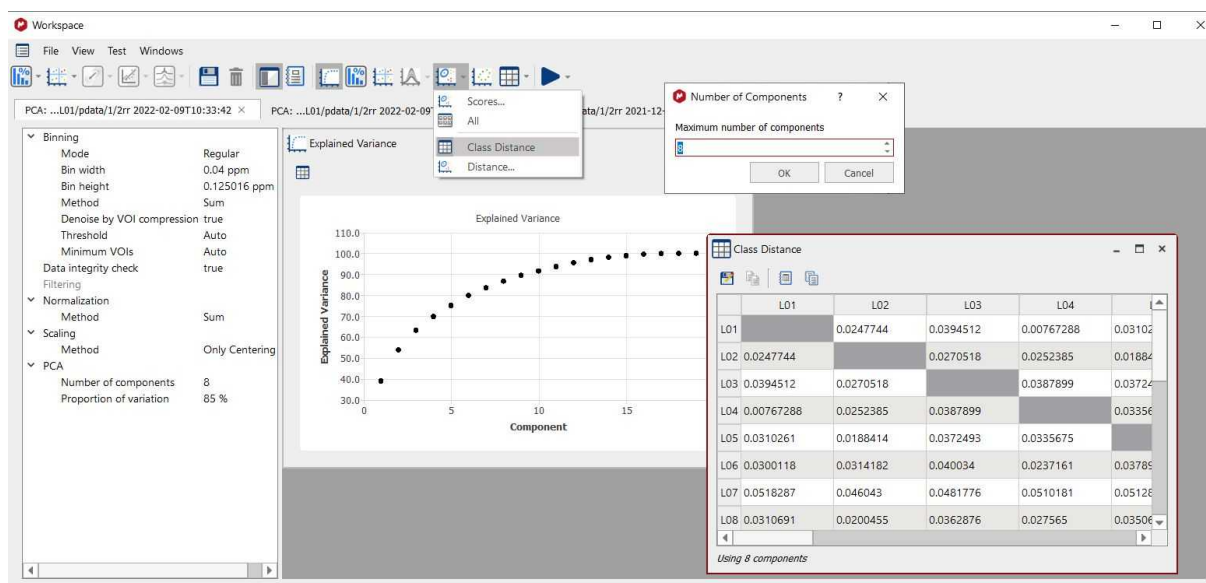 Workspace
File View Test Windows
PCA: ...L01/pdata/1/2rr 2022-02-09T10:33:42 ×
PCA: ...L01/pdata/1/2rr 2022-02-09T
ata/1/2rr 2021-12-
Scores...
All
Class Distance
Distance...
Number of Components ? ×
Maximum number of components
8
OK Cancel
Binning
Mode Regular
Bin width 0.04 ppm
Bin height 0.125016 ppm
Method Sum
Denoise by VOI compression true
Threshold Auto
Minimum VOIs Auto
Data integrity check true
Filtering
Normalization
Method Sum
Scaling
Method Only Centering
PCA
Number of components 8
Proportion of variation 85 %
Explained Variance
Explained Variance
Explained Variance
110.0
100.0
90.0
80.0
70.0
60.0
50.0
40.0
30.0
0 5 10 15
Component
Class Distance
L01 L02 L03 L04
L01 0.0247744 0.0394512 0.00767288 0.03102
L02 0.0247744 0.0270518 0.0252385 0.01884
L03 0.0394512 0.0270518 0.0387899 0.03724
L04 0.00767288 0.0252385 0.0387899 0.03356
L05 0.0310261 0.0188414 0.0372493 0.0335675
L06 0.0300118 0.0314182 0.040034 0.0237161 0.03789
L07 0.0518287 0.046043 0.0481776 0.0510181 0.05128
L08 0.0310691 0.0200455 0.0362876 0.027565 0.03506
Using 8 components